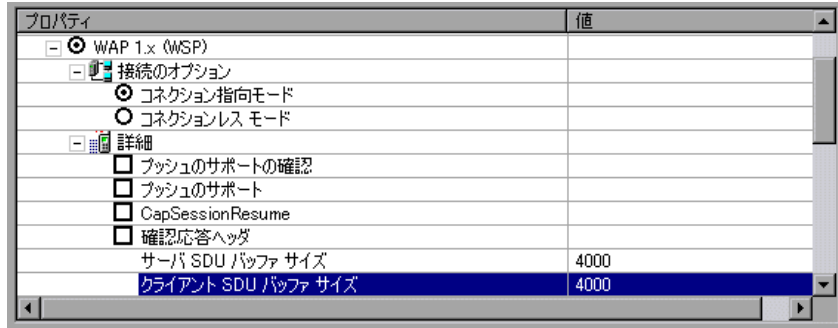 プロパティ 値
WAP 1.x (WSP)
接続のオプション
コネクション指向モード
コネクションレス モード
詳細
プッシュのサポートの確認
プッシュのサポート
CapSessionResume
確認応答ヘッダ
サーバ SDU バッファ サイズ 4000
クライアント SDU バッファ サイズ 4000